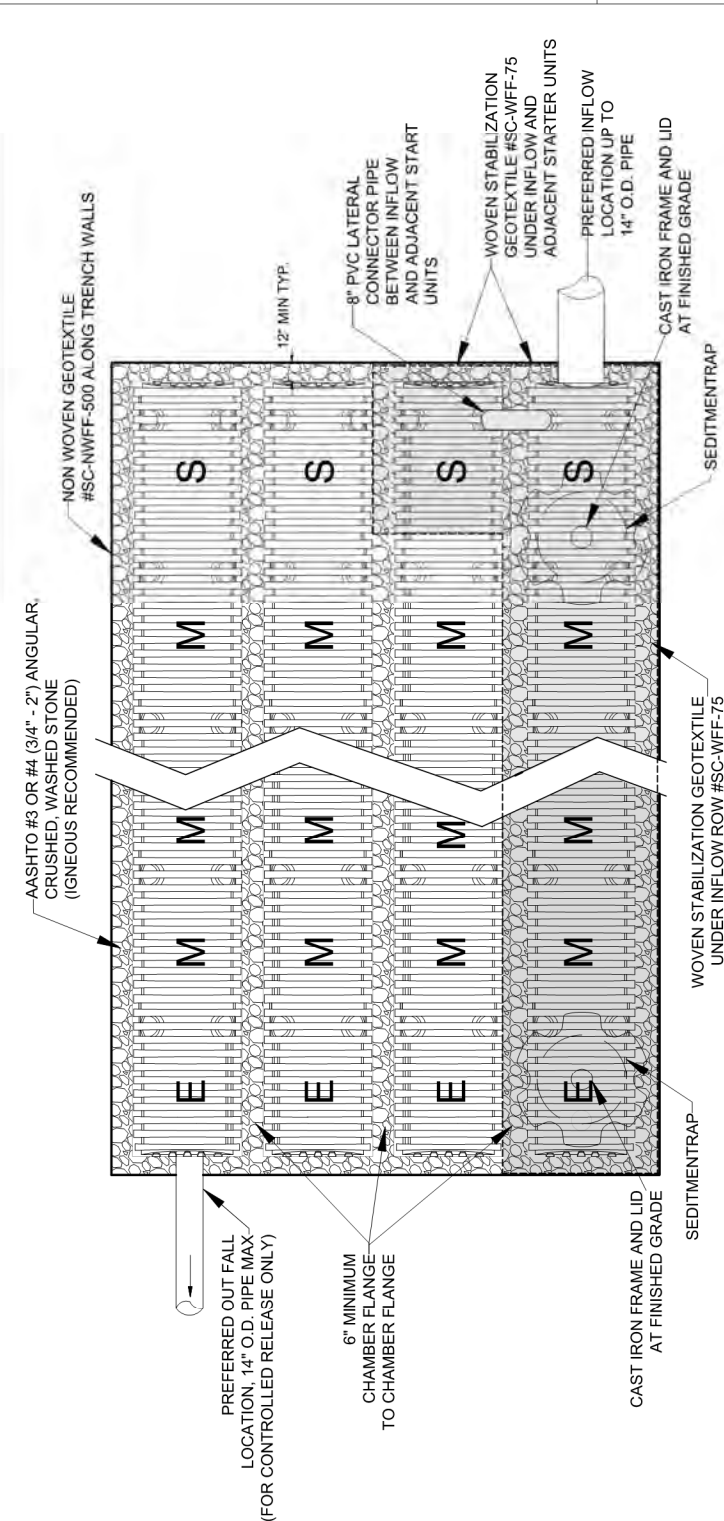 AASHTO #3 OR #4 (3/4" - 2") ANGULAR,
CRUSHED, WASHED STONE
(IGNEOUS RECOMMENDED)
NON WOVEN GEOTEXTILE
#SC-NWFF-500 ALONG TRENCH WALLS
12" MIN TYP.
8" PVC LATERAL
CONNECTOR PIPE
BETWEEN INFLOW
AND ADJACENT START
UNITS
WOVEN STABILIZATION
GEOTEXTILE #SC-WFF-75
UNDER INFLOW AND
ADJACENT STARTER UNITS
PREFERRED INFLOW
LOCATION UP TO
14" O.D. PIPE
CAST IRON FRAME AND LID
AT FINISHED GRADE
SEDITMENTRAP
WOVEN STABILIZATION GEOTEXTILE
UNDER INFLOW ROW #SC-WFF-75
PREFERRED OUT FALL
LOCATION, 14" O.D. PIPE MAX
(FOR CONTROLLED RELEASE ONLY)
6" MINIMUM
CHAMBER FLANGE
TO CHAMBER FLANGE
CAST IRON FRAME AND LID
AT FINISHED GRADE
SEDITMENTRAP
E M M M S
E M M M S
E M M M S
E M M M S